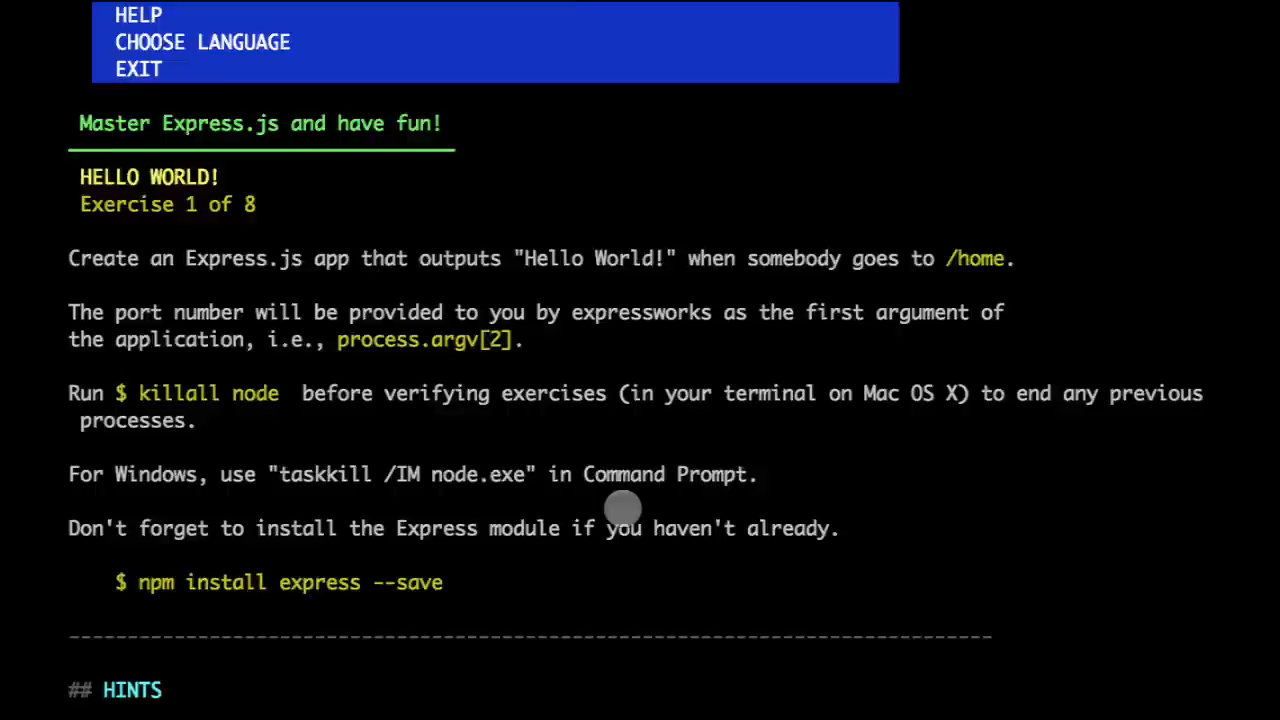 HELP
CHOOSE LANGUAGE
EXIT
Master Express.js and have fun!
HELLO WORLD!
Exercise 1 of 8
Create an Express.js app that outputs "Hello World!" when somebody goes to /home.
The port number will be provided to you by expressworks as the first argument of
the application, i.e., process.argv[2].
Run $ killall node  before verifying exercises (in your terminal on Mac OS X) to end any previous
processes.
For Windows, use "taskkill /IM node.exe" in Command Prompt.
Don't forget to install the Express module if you haven't already.
$ npm install express --save
-------------------------------------------------------------------------------
## HINTS